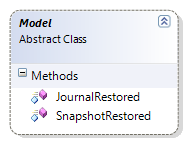 Model
Abstract Class
Methods
JournalRestored
SnapshotRestored